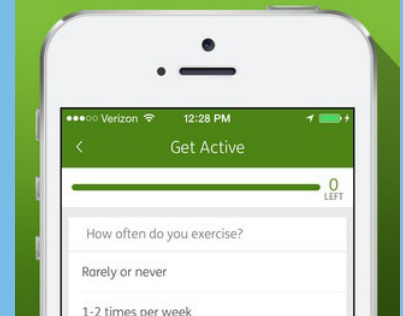 Verizon 12:28 PM
Get Active
0
LEFT
How often do you exercise?
Rarely or never
1-2 times per week